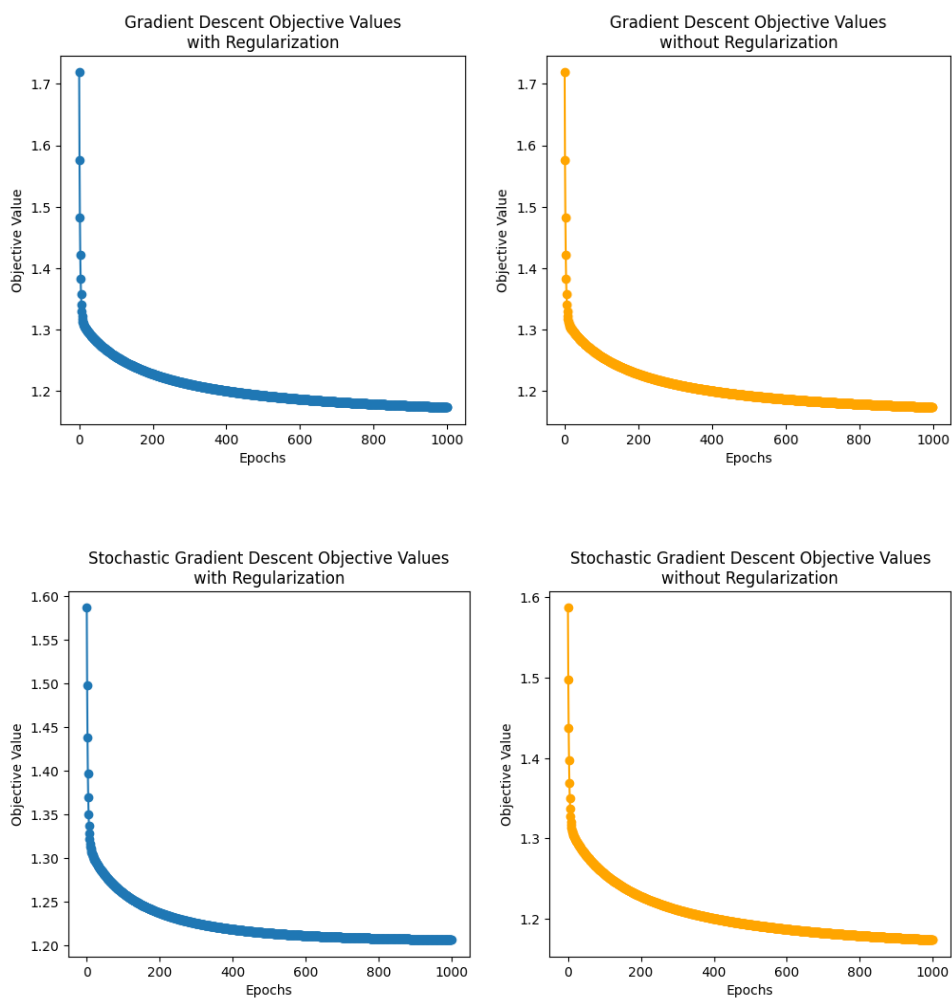 Gradient Descent Objective Values
with Regularization
Objective Value
1.7
1.6
1.5
1.4
1.3
1.2
0 200 400 600 800 1000
Epochs
Gradient Descent Objective Values
without Regularization
Objective Value
1.7
1.6
1.5
1.4
1.3
1.2
0 200 400 600 800 1000
Epochs
Stochastic Gradient Descent Objective Values
with Regularization
Objective Value
1.60
1.55
1.50
1.45
1.40
1.35
1.30
1.25
1.20
0 200 400 600 800 1000
Epochs
Stochastic Gradient Descent Objective Values
without Regularization
Objective Value
1.6
1.5
1.4
1.3
1.2
0 200 400 600 800 1000
Epochs